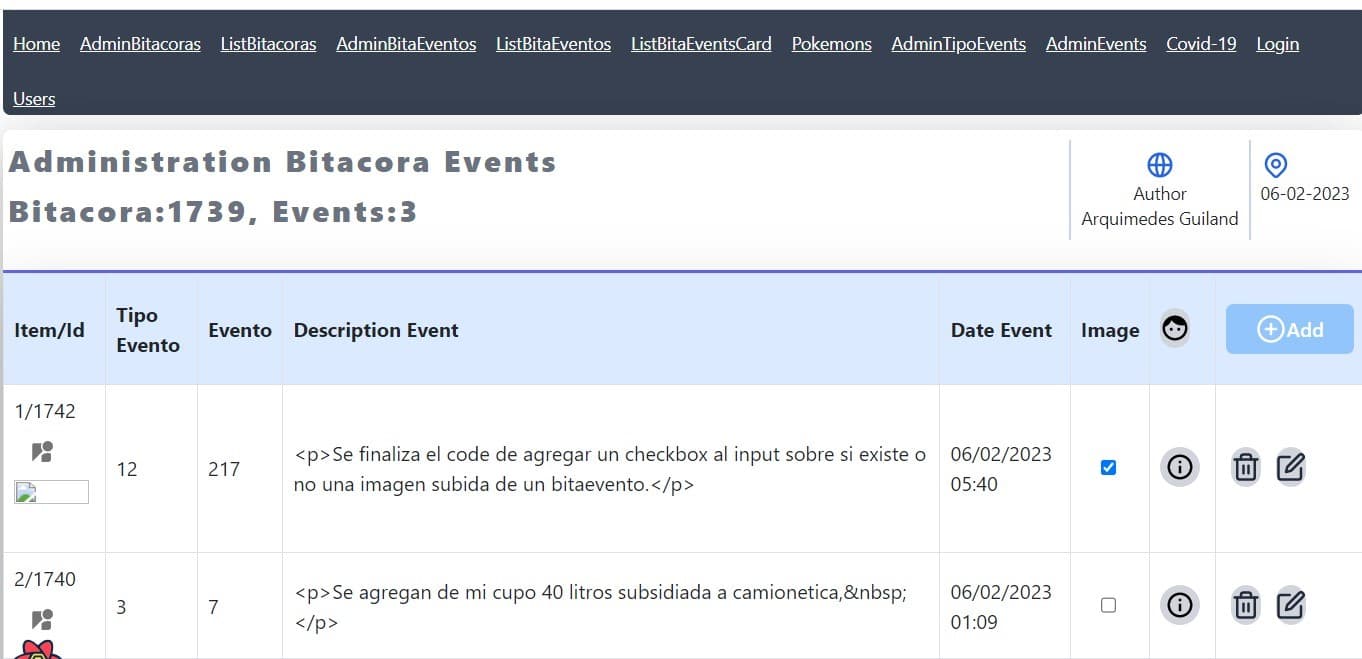 Home AdminBitacoras ListBitacoras AdminBitaEventos ListBitaEventos ListBitaEventsCard Pokemons AdminTipoEvents AdminEvents Covid-19 Login
Users
Administration Bitacora Events
Bitacora:1739, Events:3
Author
Arquimedes Guiland
06-02-2023
Item/Id
Tipo
Evento
Evento
Description Event
Date Event
Image
Add
1/1742
12
217
<p>Se finaliza el code de agregar un checkbox al input sobre si existe o
no una imagen subida de un bitaevento.</p>
06/02/2023
05:40
2/1740
3
7
<p>Se agregan de mi cupo 40 litros subsidiada a camionetica,&nbsp;
</p>
06/02/2023
01:09